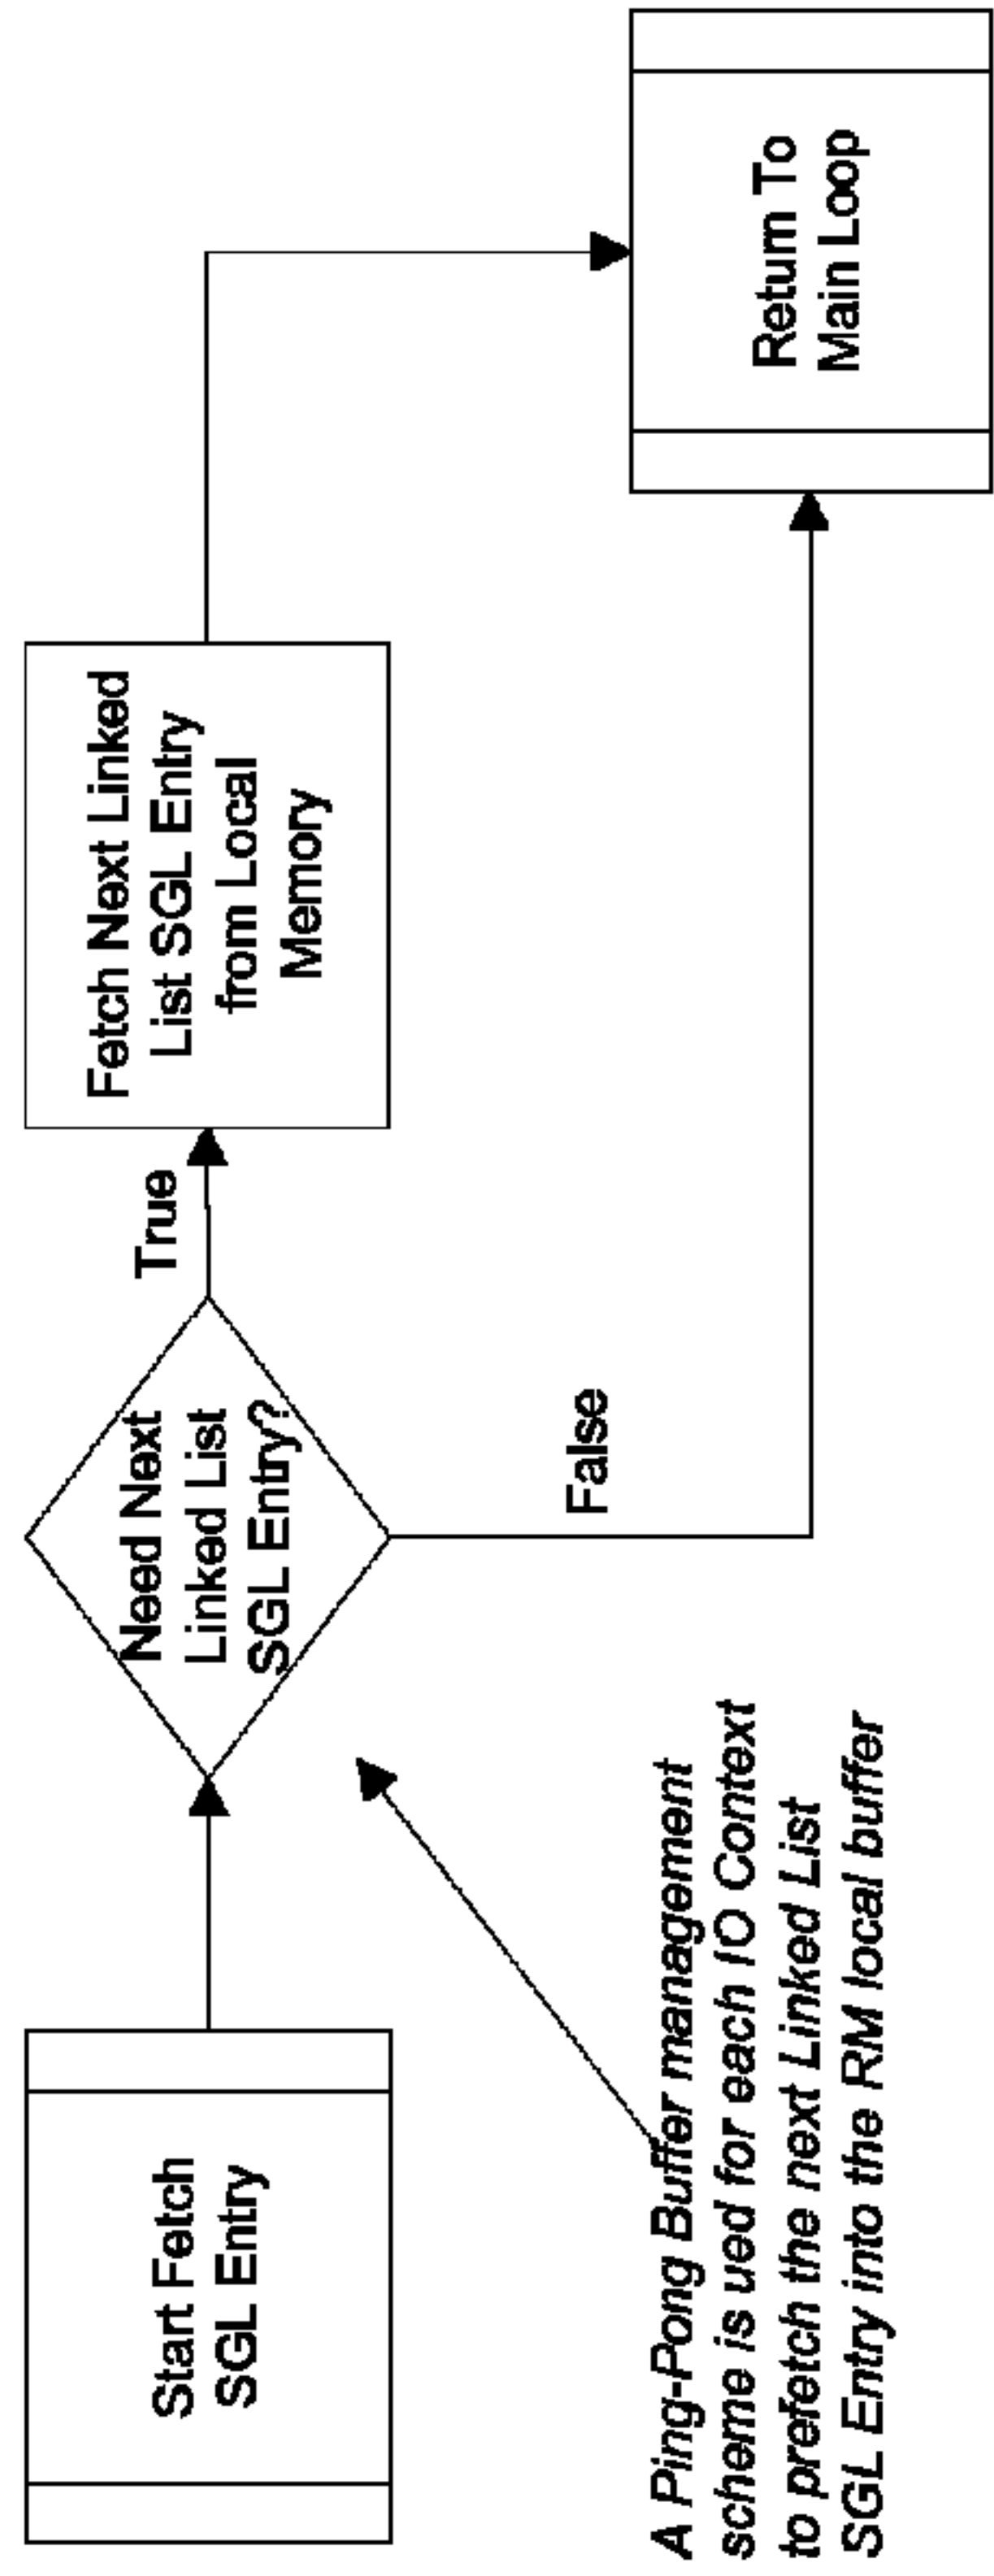 Start Fetch
SGL Entry
Need Next
Linked List
SGL Entry?
True
Fetch Next Linked
List SGL Entry
from Local
Memory
False
Return To
Main Loop
A Ping-Pong Buffer management
scheme is ued for each IO Context
to prefetch the next Linked List
SGL Entry into the RM local buffer